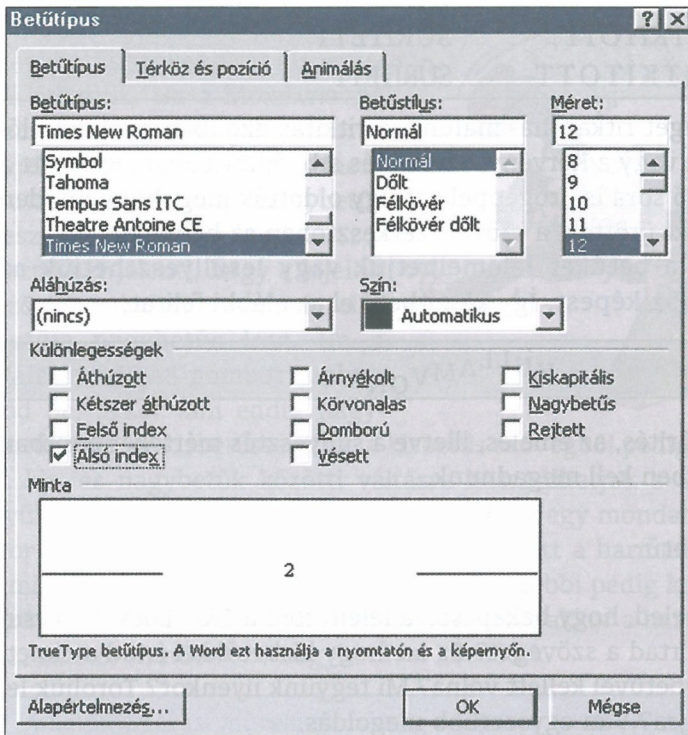 Betűtípus
Betűtípus Térköz és pozíció Animálás
Betűtípus: Betűstílus: Méret:
Times New Roman Normál 12
Symbol Normál 8
Tahoma Dőlt 9
Tempus Sans ITC Félkövér 10
Theatre Antoine CE Félkövér dőlt 11
Times New Roman 12
Aláhúzás: Szín:
(nincs) Automatikus
Különlegességek
Áthúzott Árnyékolt Kiskapitális
Kétszer áthúzott Körvonalas Nagybetűs
Felső index Domború Rejtett
Alsó index Vésett
Minta
2
TrueType betűtípus. A Word ezt használja a nyomtatón és a képernyőn.
Alapértelmezés... OK Mégse